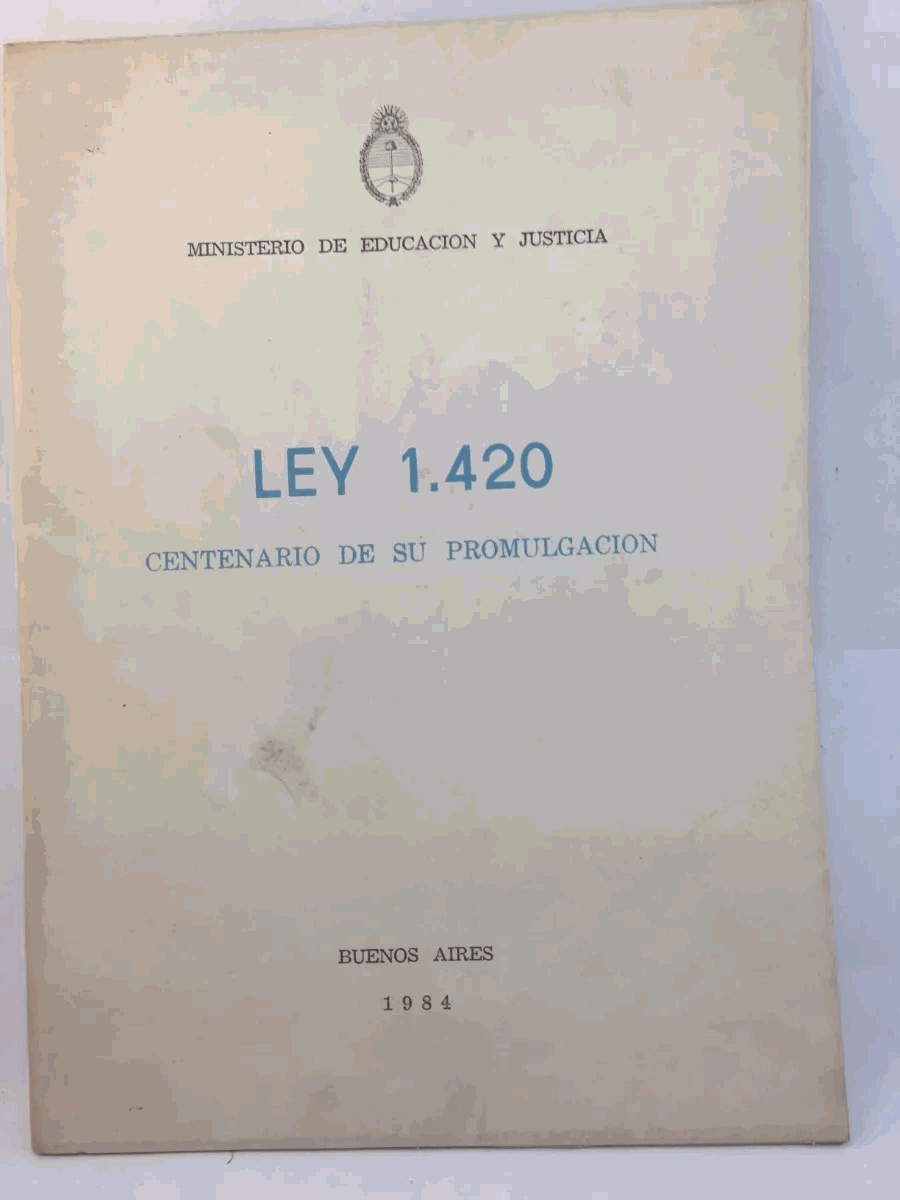 MINISTERIO DE EDUCACION Y JUSTICIA
LEY 1.420
CENTENARIO DE SU PROMULGACION
BUENOS AIRES
1984